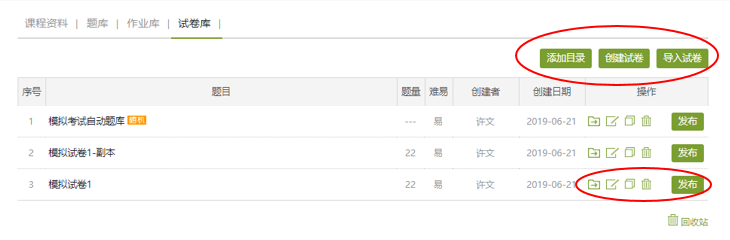 课程资料 | 题库 | 作业库 | 试卷库 |
添加目录 创建试卷 导入试卷
序号 题目 题量 难易 创建者 创建日期 操作
1 模拟考试自动题库 随机 --- 易 许文 2019-06-21 发布
2 模拟试卷1-副本 22 易 许文 2019-06-21 发布
3 模拟试卷1 22 易 许文 2019-06-21 发布
回收站